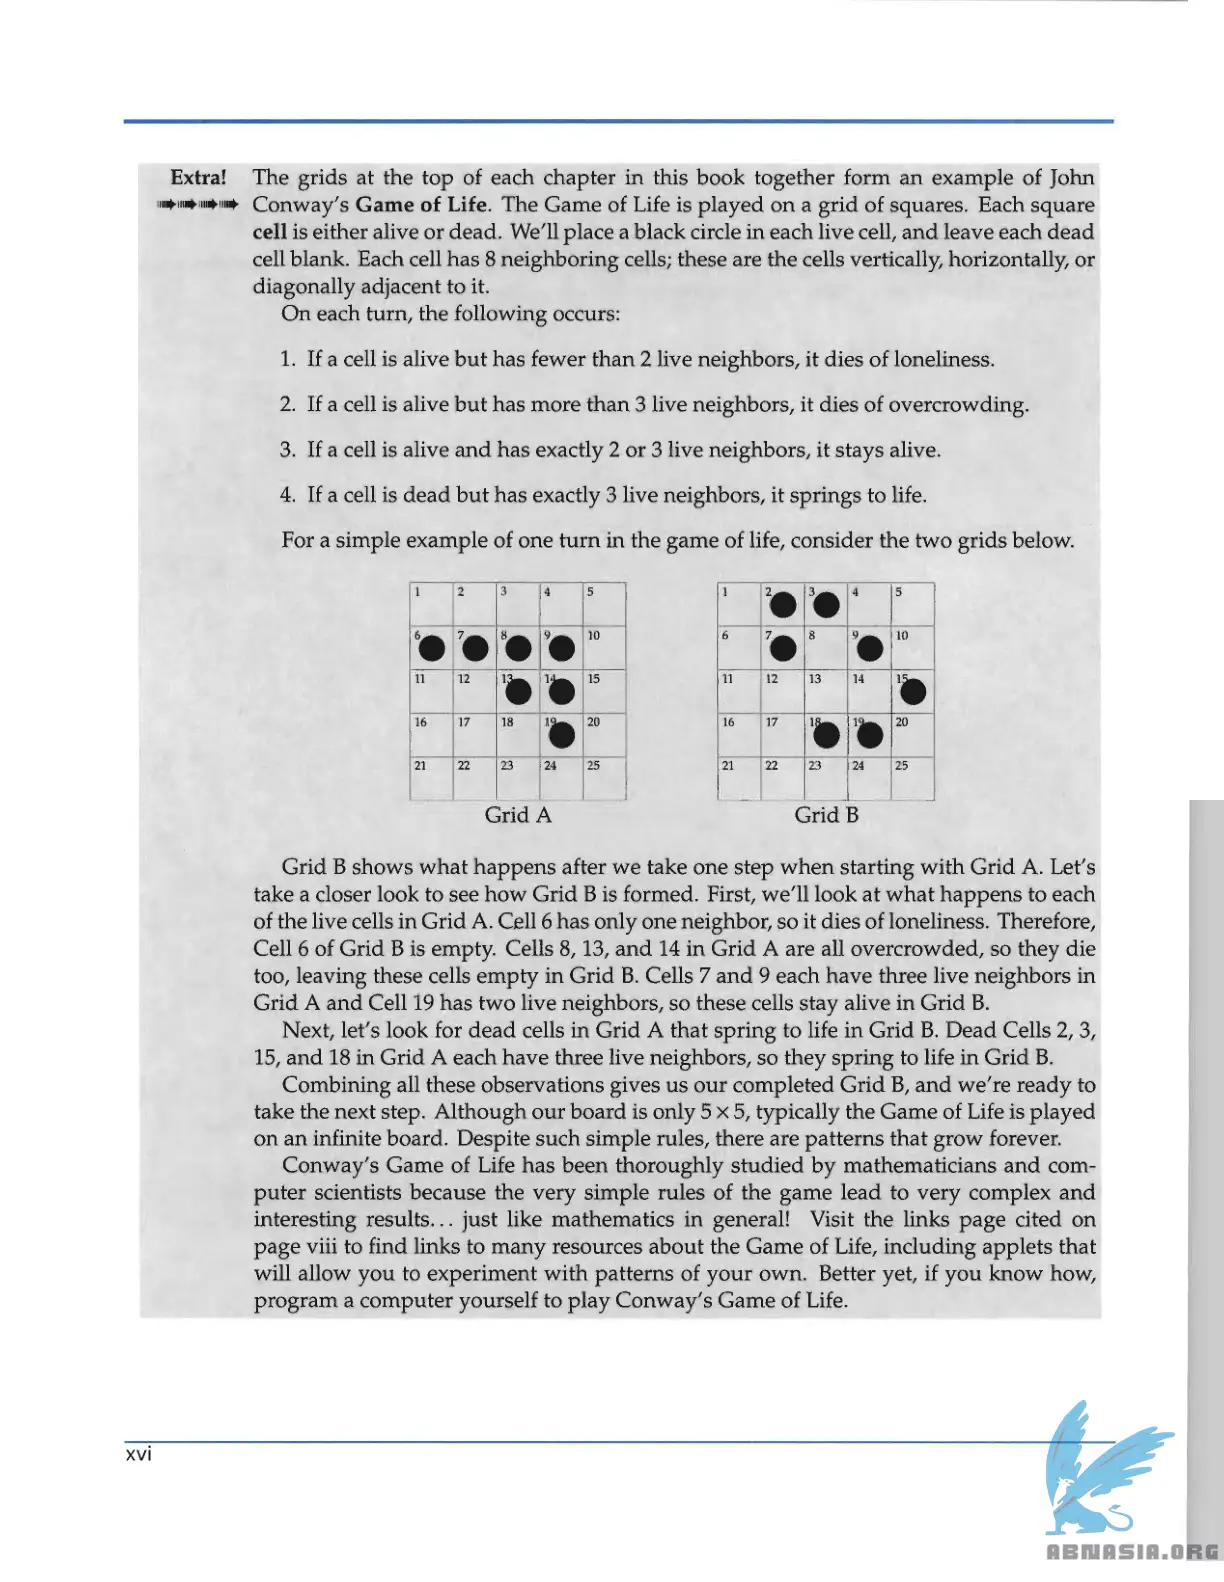 Extra! The grids at the top of each chapter in this book together form an example of John
Conway's Game of Life. The Game of Life is played on a grid of squares. Each square
cell is either alive or dead. We'll place a black circle in each live cell, and leave each dead
cell blank. Each cell has 8 neighboring cells; these are the cells vertically, horizontally, or
diagonally adjacent to it.
On each turn, the following occurs:
1. If a cell is alive but has fewer than 2 live neighbors, it dies of loneliness.
2. If a cell is alive but has more than 3 live neighbors, it dies of overcrowding.
3. If a cell is alive and has exactly 2 or 3 live neighbors, it stays alive.
4. If a cell is dead but has exactly 3 live neighbors, it springs to life.
For a simple example of one turn in the game of life, consider the two grids below.
1 2 3 4 5
6 7 8 9 10
11 12 13 14 15
16 17 18 19 20
21 22 23 24 25
Grid A
1 2 3 4 5
6 7 8 9 10
11 12 13 14 15
16 17 18 19 20
21 22 23 24 25
Grid B
Grid B shows what happens after we take one step when starting with Grid A. Let's
take a closer look to see how Grid B is formed. First, we'll look at what happens to each
of the live cells in Grid A. Cell 6 has only one neighbor, so it dies of loneliness. Therefore,
Cell 6 of Grid B is empty. Cells 8, 13, and 14 in Grid A are all overcrowded, so they die
too, leaving these cells empty in Grid B. Cells 7 and 9 each have three live neighbors in
Grid A and Cell 19 has two live neighbors, so these cells stay alive in Grid B.
Next, let's look for dead cells in Grid A that spring to life in Grid B. Dead Cells 2, 3,
15, and 18 in Grid A each have three live neighbors, so they spring to life in Grid B.
Combining all these observations gives us our completed Grid B, and we're ready to
take the next step. Although our board is only 5 × 5, typically the Game of Life is played
on an infinite board. Despite such simple rules, there are patterns that grow forever.
Conway's Game of Life has been thoroughly studied by mathematicians and com-
puter scientists because the very simple rules of the game lead to very complex and
interesting results... just like mathematics in general! Visit the links page cited on
page viii to find links to many resources about the Game of Life, including applets that
will allow you to experiment with patterns of your own. Better yet, if you know how,
program a computer yourself to play Conway's Game of Life.
xvi
ABNASIA.ORG